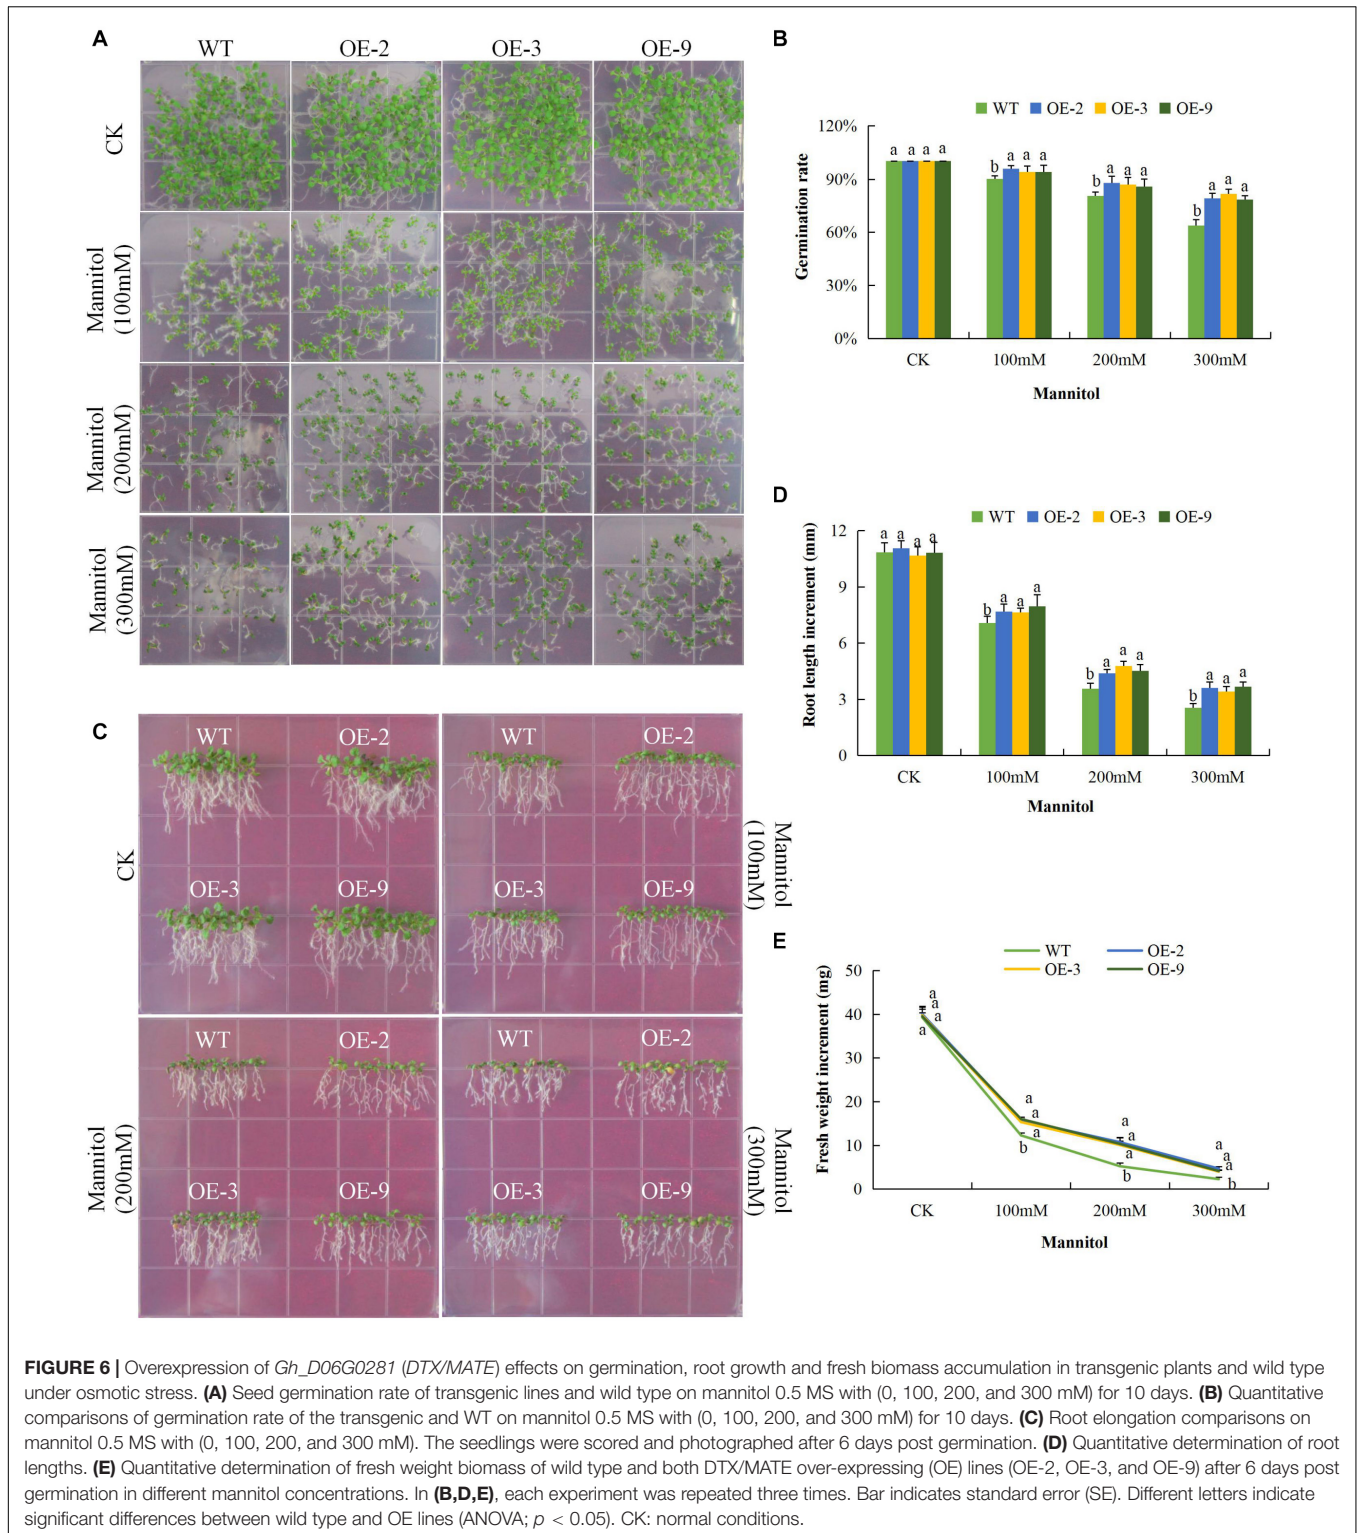 A
WT OE-2 OE-3 OE-9
CK
Mannitol
(100mM)
Mannitol
(200mM)
Mannitol
(300mM)
B
WT OE-2 OE-3 OE-9
120%
90%
60%
30%
0%
Germination rate
a a a a
b a a a
b a a a
b a a a
CK 100mM 200mM 300mM
Mannitol
C
WT OE-2
OE-3 OE-9
CK
WT OE-2
OE-3 OE-9
Mannitol
(100mM)
WT OE-2
OE-3 OE-9
Mannitol
(200mM)
WT OE-2
OE-3 OE-9
Mannitol
(300mM)
D
WT OE-2 OE-3 OE-9
12
9
6
3
0
Root length increment (mm)
a a a a
b a a a
b a a a
b a a a
CK 100mM 200mM 300mM
Mannitol
E
WT OE-2
OE-3 OE-9
50
40
30
20
10
0
Fresh weight increment (mg)
a
a
a
a
a
a
a
b
a
a
a
b
a
a
a
b
CK 100mM 200mM 300mM
Mannitol
FIGURE 6 | Overexpression of Gh_D06G0281 (DTX/MATE) effects on germination, root growth and fresh biomass accumulation in transgenic plants and wild type
under osmotic stress. (A) Seed germination rate of transgenic lines and wild type on mannitol 0.5 MS with (0, 100, 200, and 300 mM) for 10 days. (B) Quantitative
comparisons of germination rate of the transgenic and WT on mannitol 0.5 MS with (0, 100, 200, and 300 mM) for 10 days. (C) Root elongation comparisons on
mannitol 0.5 MS with (0, 100, 200, and 300 mM). The seedlings were scored and photographed after 6 days post germination. (D) Quantitative determination of root
lengths. (E) Quantitative determination of fresh weight biomass of wild type and both DTX/MATE over-expressing (OE) lines (OE-2, OE-3, and OE-9) after 6 days post
germination in different mannitol concentrations. In (B,D,E), each experiment was repeated three times. Bar indicates standard error (SE). Different letters indicate
significant differences between wild type and OE lines (ANOVA; p < 0.05). CK: normal conditions.